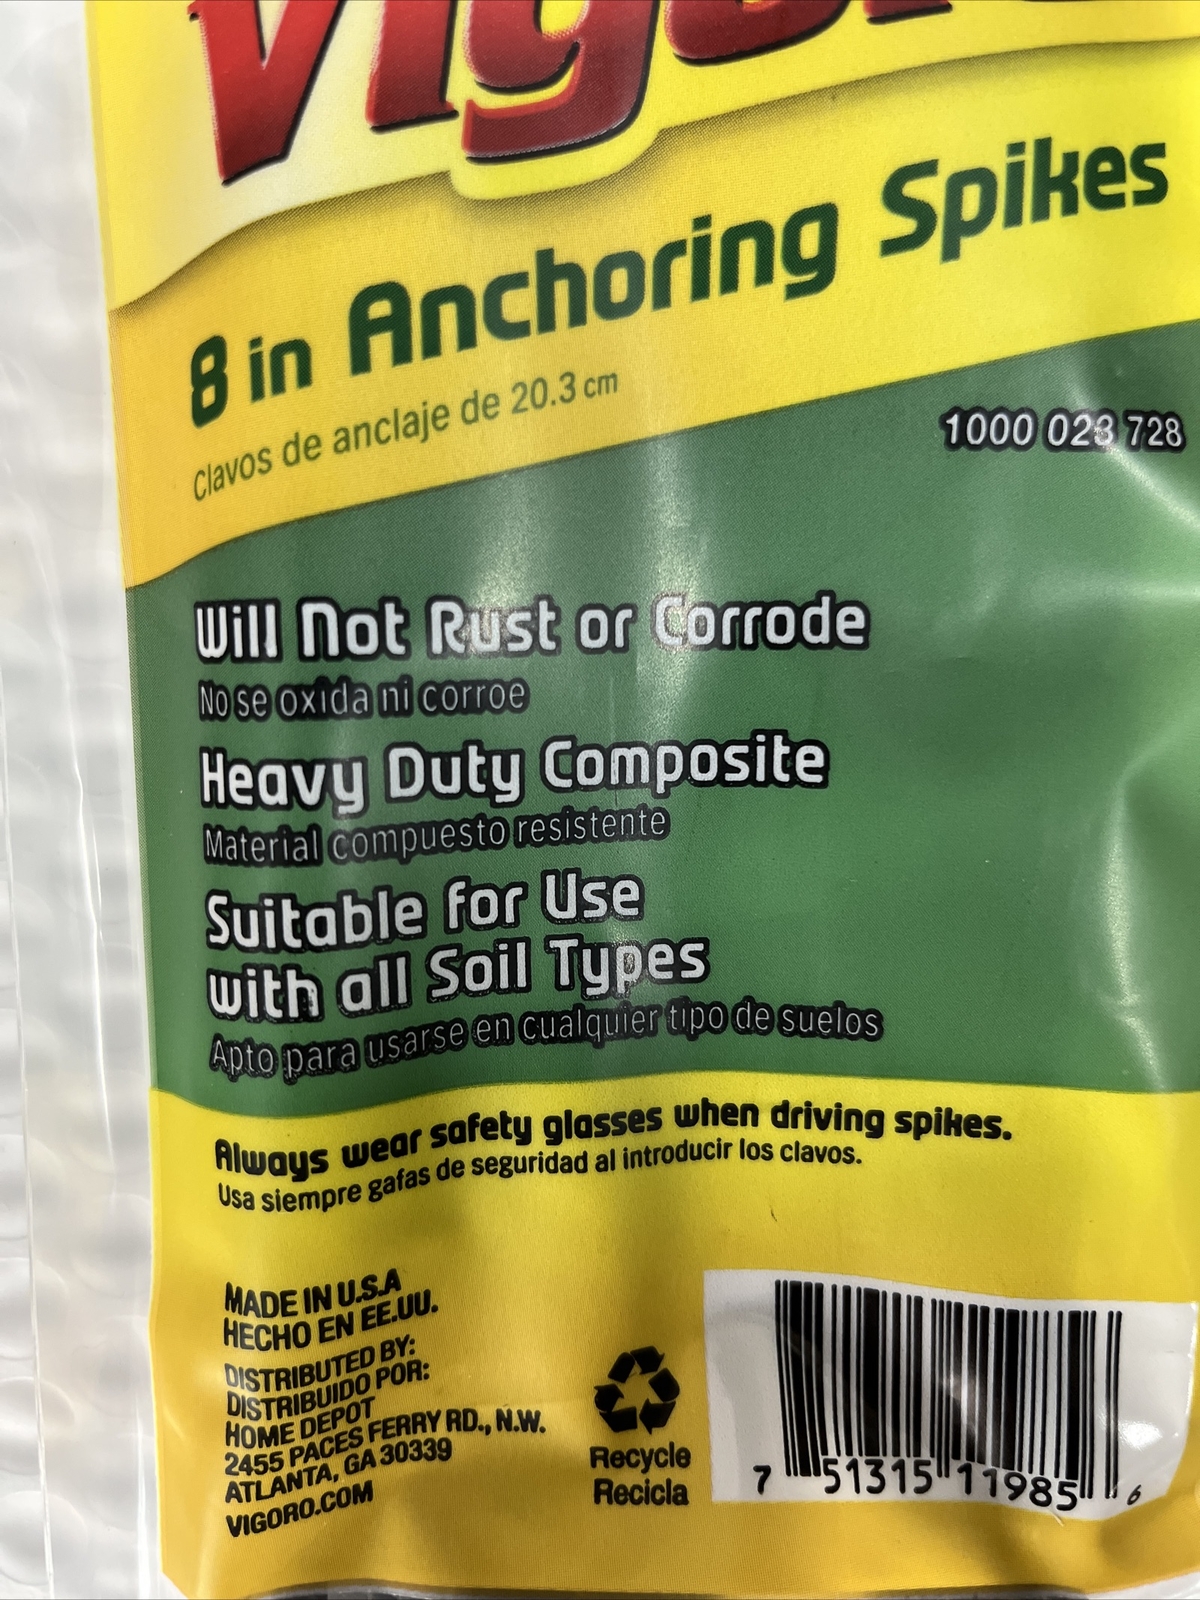 Vigoro
8 in Anchoring Spikes
Clavos de anclaje de 20.3 cm
1000 023 728
Will Not Rust or Corrode
No se oxida ni corroe
Heavy Duty Composite
Material compuesto resistente
Suitable for Use
with all Soil Types
Apto para usarse en cualquier tipo de suelos
Always wear safety glasses when driving spikes.
Usa siempre gafas de seguridad al introducir los clavos.
MADE IN U.S.A
HECHO EN EE.UU.
DISTRIBUTED BY:
DISTRIBUIDO POR:
HOME DEPOT
2455 PACES FERRY RD., N.W.
ATLANTA, GA 30339
VIGORO.COM
Recycle
Recicla
7 51315 11985 6